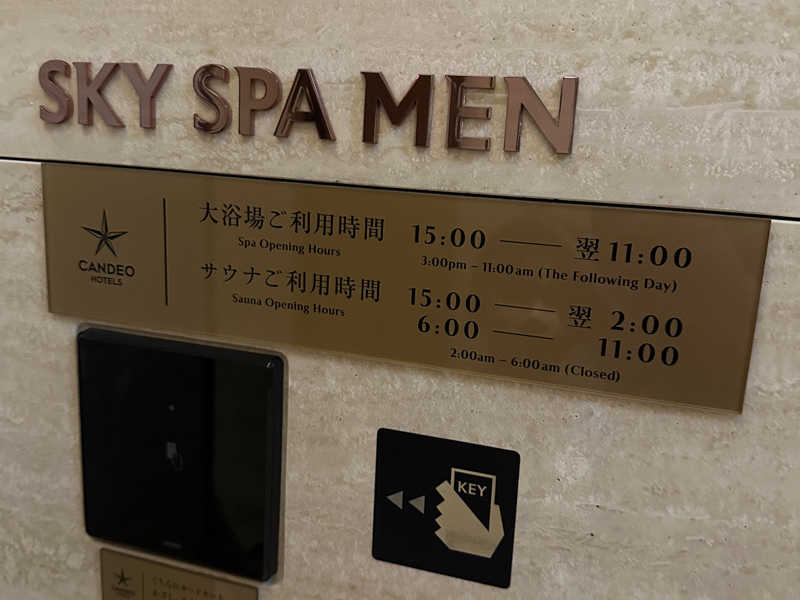 SKY SPA MEN
CANDEO
HOTELS
大浴場ご利用時間 15:00 —— 翌 11:00
Spa Opening Hours 3:00pm – 11:00am (The Following Day)
サウナご利用時間 15:00 —— 翌 2:00
Sauna Opening Hours 6:00 —— 11:00
2:00am – 6:00am (Closed)
KEY